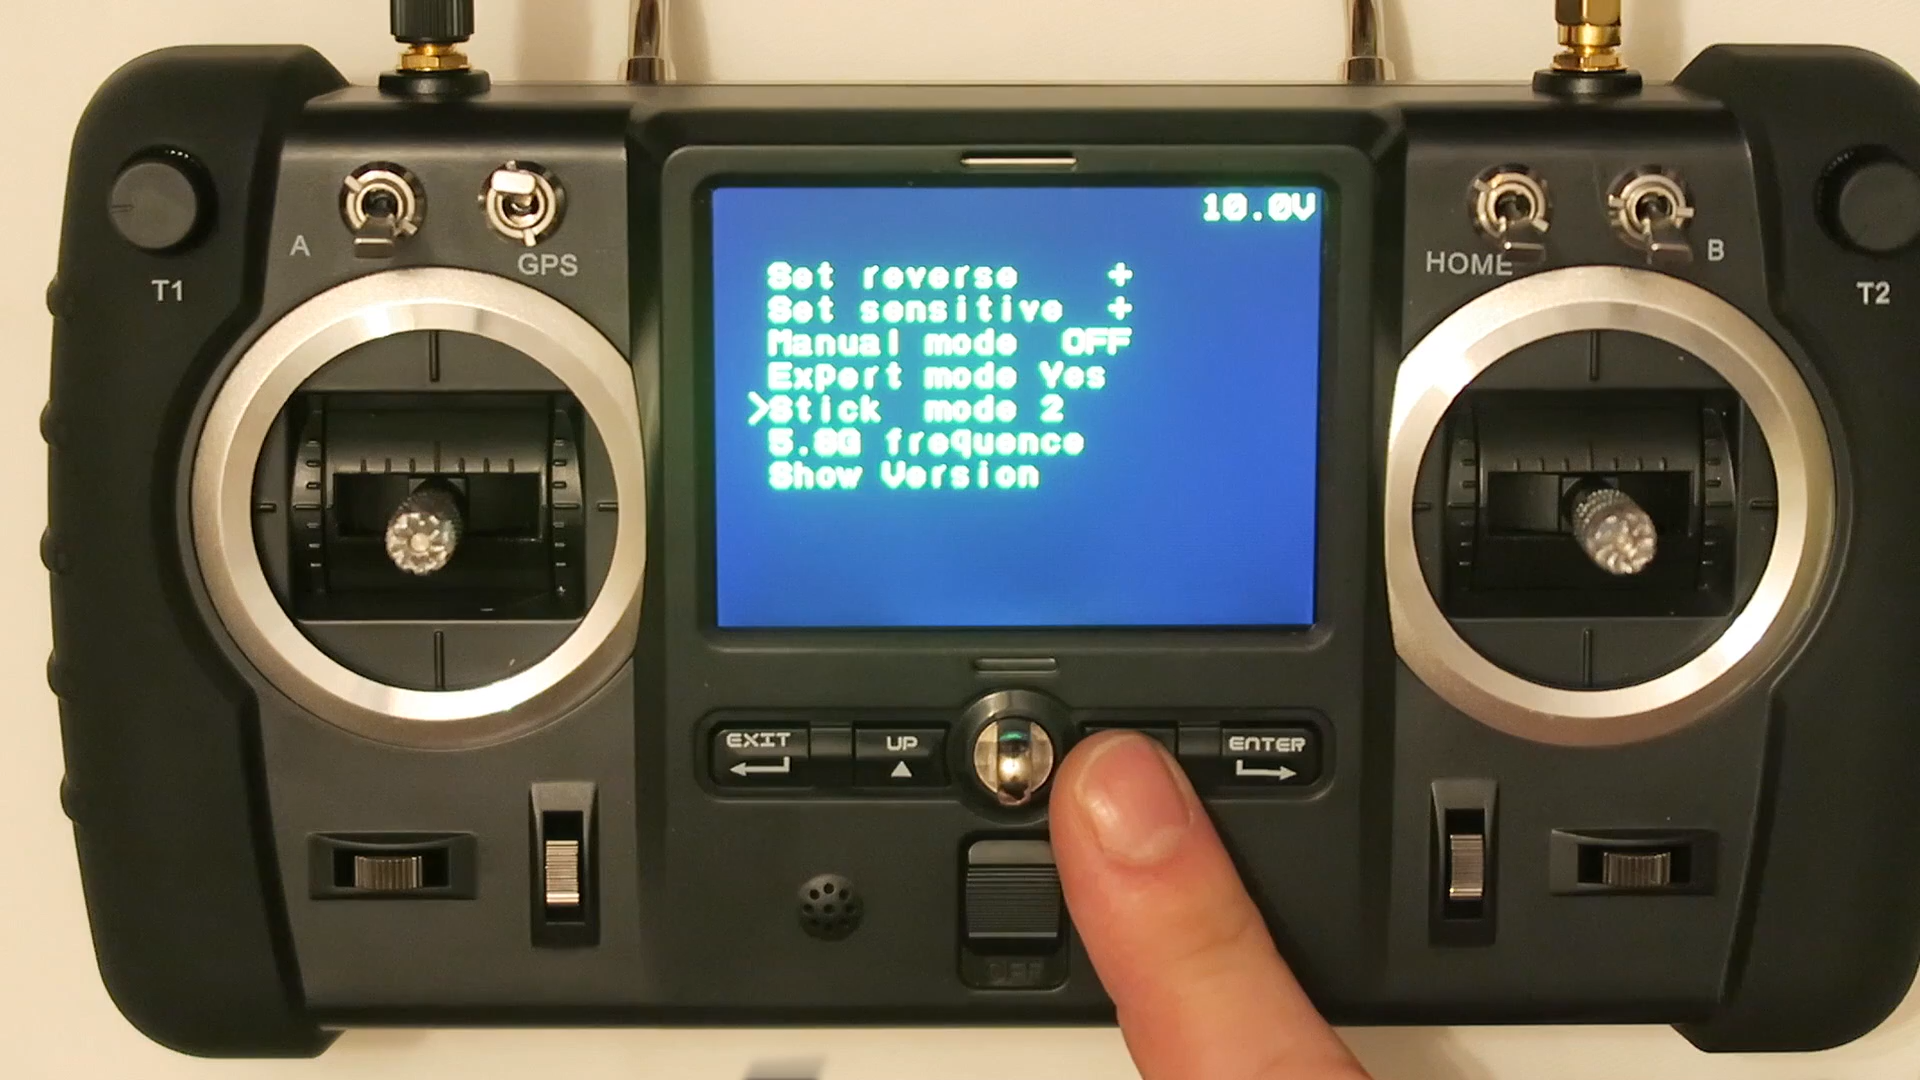 10.0V
A
GPS
HOME
B
T1
T2
Set reverse +
Set sensitive +
Manual mode OFF
Expert mode Yes
>Stick mode 2
5.8G frequence
Show Version
EXIT
UP
ENTER
OFF